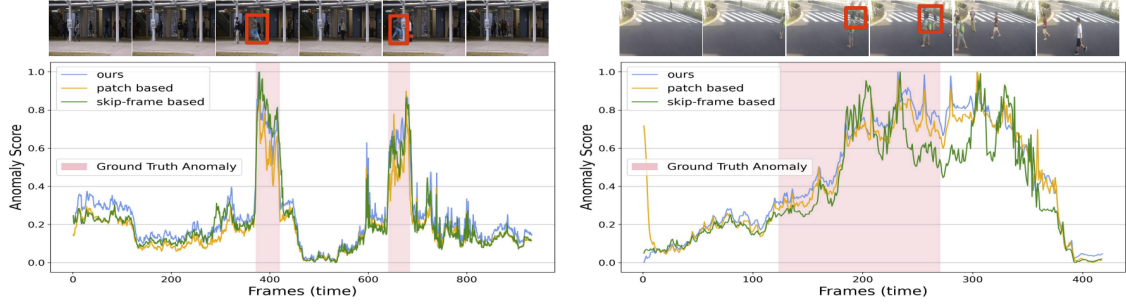 1.0
0.8
0.6
0.4
0.2
0.0
Anomaly Score
ours
patch based
skip-frame based
Ground Truth Anomaly
0
200
400
600
800
Frames (time)
1.0
0.8
0.6
0.4
0.2
0.0
Anomaly Score
ours
patch based
skip-frame based
Ground Truth Anomaly
0
100
200
300
400
Frames (time)